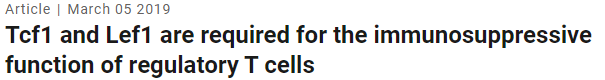 Article | March 05 2019
Tcf1 and Lef1 are required for the immunosuppressive
function of regulatory T cells